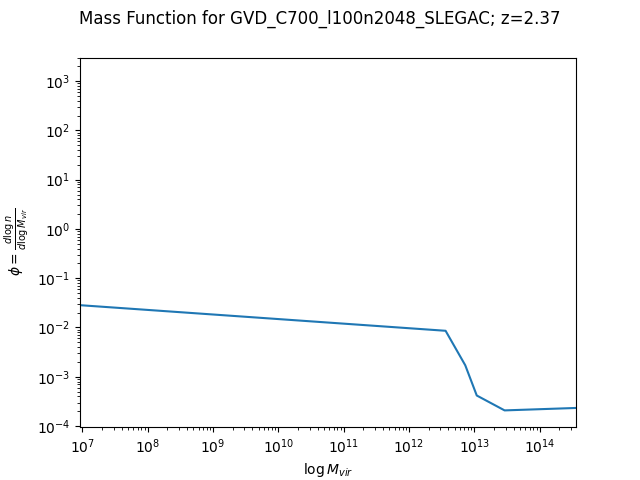 Mass Function for GVD_C700_l100n2048_SLEGAC; z=2.37
10³
10²
10¹
10⁰
10⁻¹
10⁻²
10⁻³
10⁻⁴
ϕ = d log n / d log M_vir
10⁷ 10⁸ 10⁹ 10¹⁰ 10¹¹ 10¹² 10¹³ 10¹⁴
log M_vir